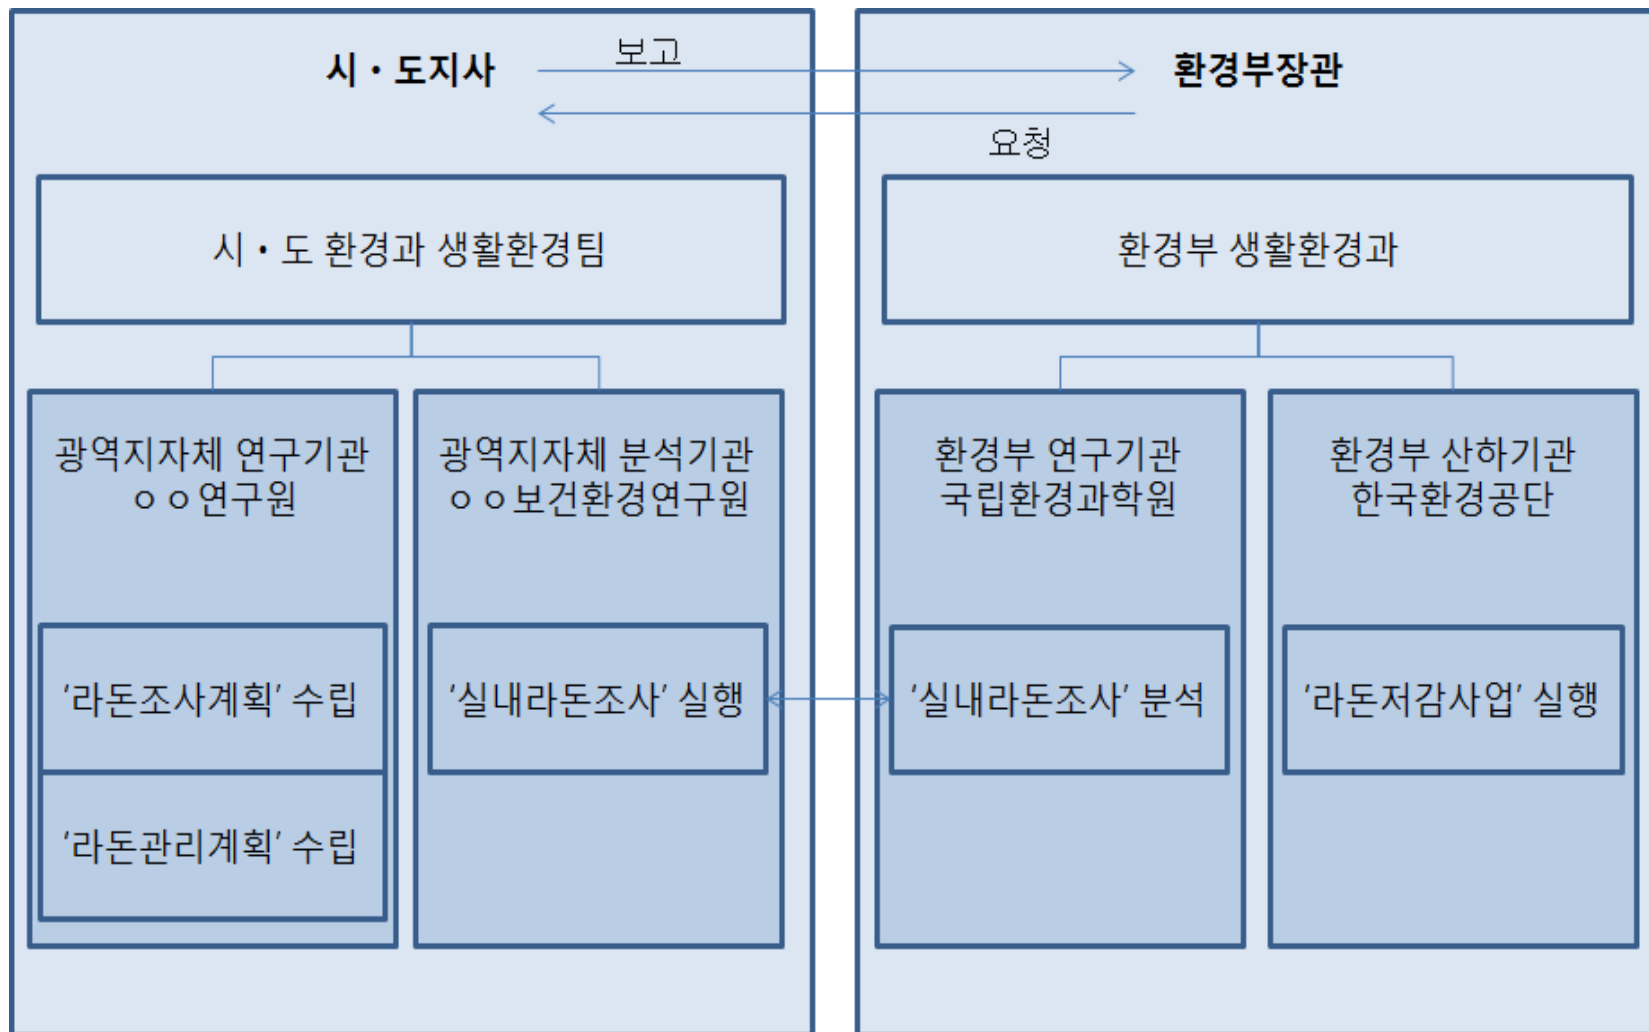 시・도지사
보고
환경부장관
요청
시・도 환경과 생활환경팀
환경부 생활환경과
광역지자체 연구기관
ㅇㅇ연구원
광역지자체 분석기관
ㅇㅇ보건환경연구원
환경부 연구기관
국립환경과학원
환경부 산하기관
한국환경공단
‘라돈조사계획’ 수립
‘실내라돈조사’ 실행
‘실내라돈조사’ 분석
‘라돈저감사업’ 실행
‘라돈관리계획’ 수립